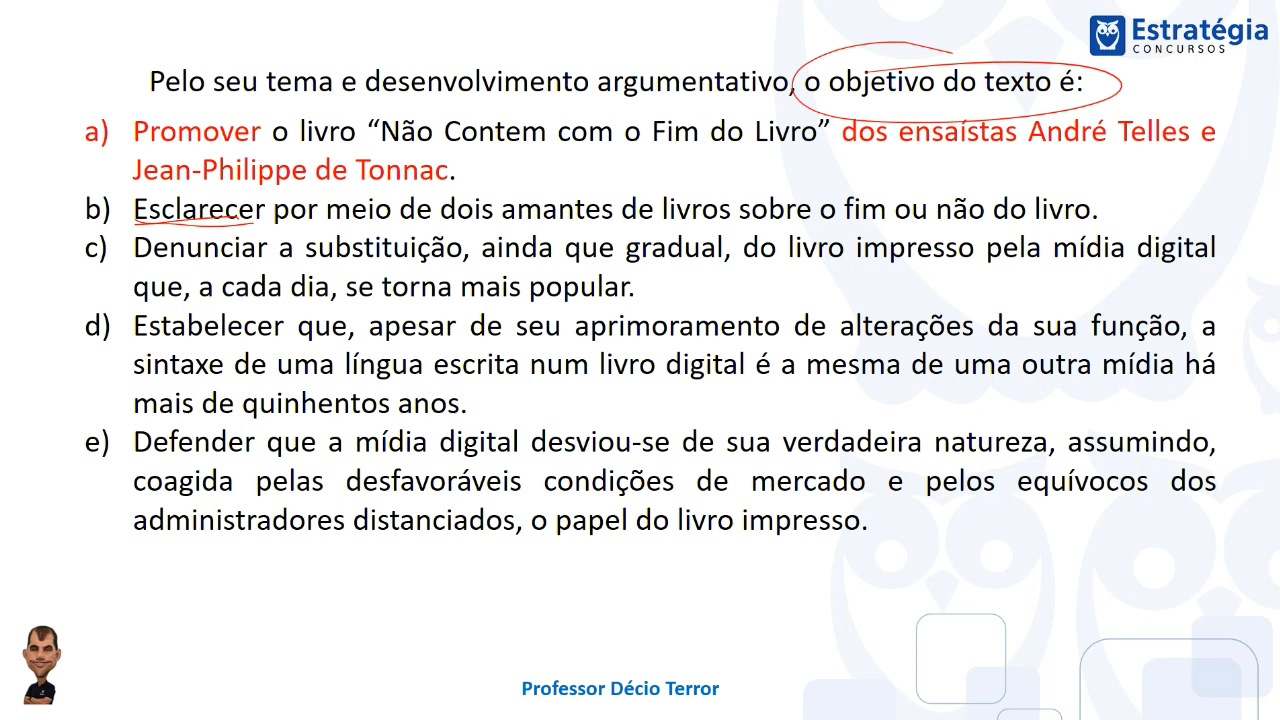 Estratégia
CONCURSOS
Pelo seu tema e desenvolvimento argumentativo, o objetivo do texto é:
a) Promover o livro “Não Contem com o Fim do Livro” dos ensaístas André Telles e
Jean-Philippe de Tonnac.
b) Esclarecer por meio de dois amantes de livros sobre o fim ou não do livro.
c) Denunciar a substituição, ainda que gradual, do livro impresso pela mídia digital
que, a cada dia, se torna mais popular.
d) Estabelecer que, apesar de seu aprimoramento de alterações da sua função, a
sintaxe de uma língua escrita num livro digital é a mesma de uma outra mídia há
mais de quinhentos anos.
e) Defender que a mídia digital desviou-se de sua verdadeira natureza, assumindo,
coagida pelas desfavoráveis condições de mercado e pelos equívocos dos
administradores distanciados, o papel do livro impresso.
Professor Décio Terror